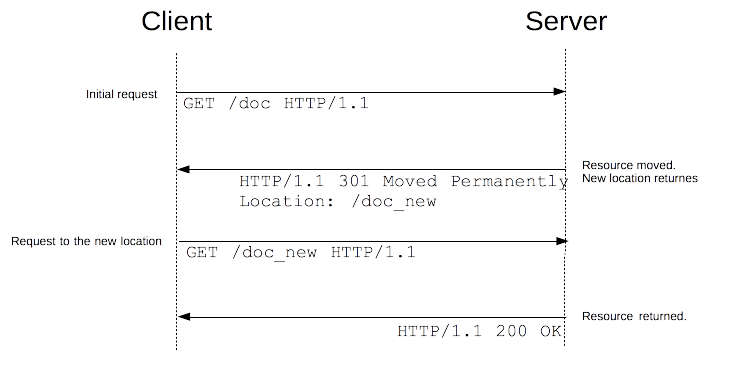 Client
Server
Initial request
GET /doc HTTP/1.1
Resource moved.
New location returnes
HTTP/1.1 301 Moved Permanently
Location: /doc_new
Request to the new location
GET /doc_new HTTP/1.1
Resource returned.
HTTP/1.1 200 OK